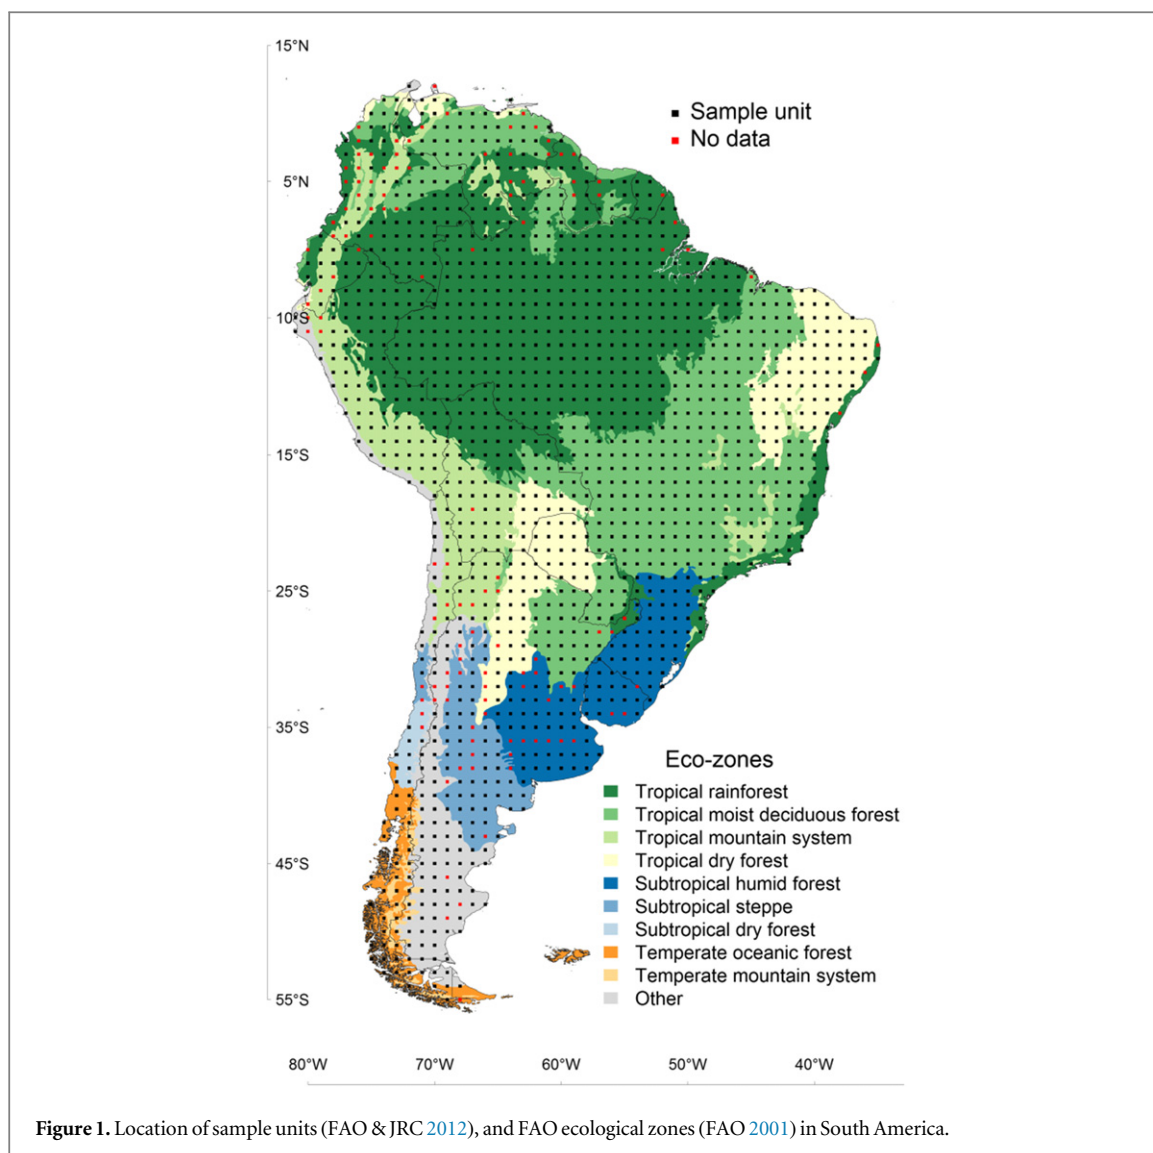 15°N
Sample unit
No data
5°N
10°S
15°S
25°S
35°S
Eco-zones
Tropical rainforest
Tropical moist deciduous forest
Tropical mountain system
Tropical dry forest
Subtropical humid forest
45°S
Subtropical steppe
Subtropical dry forest
Temperate oceanic forest
Temperate mountain system
55°S
Other
80°W 70°W 60°W 50°W 40°W
Figure 1. Location of sample units (FAO & JRC 2012), and FAO ecological zones (FAO 2001) in South America.